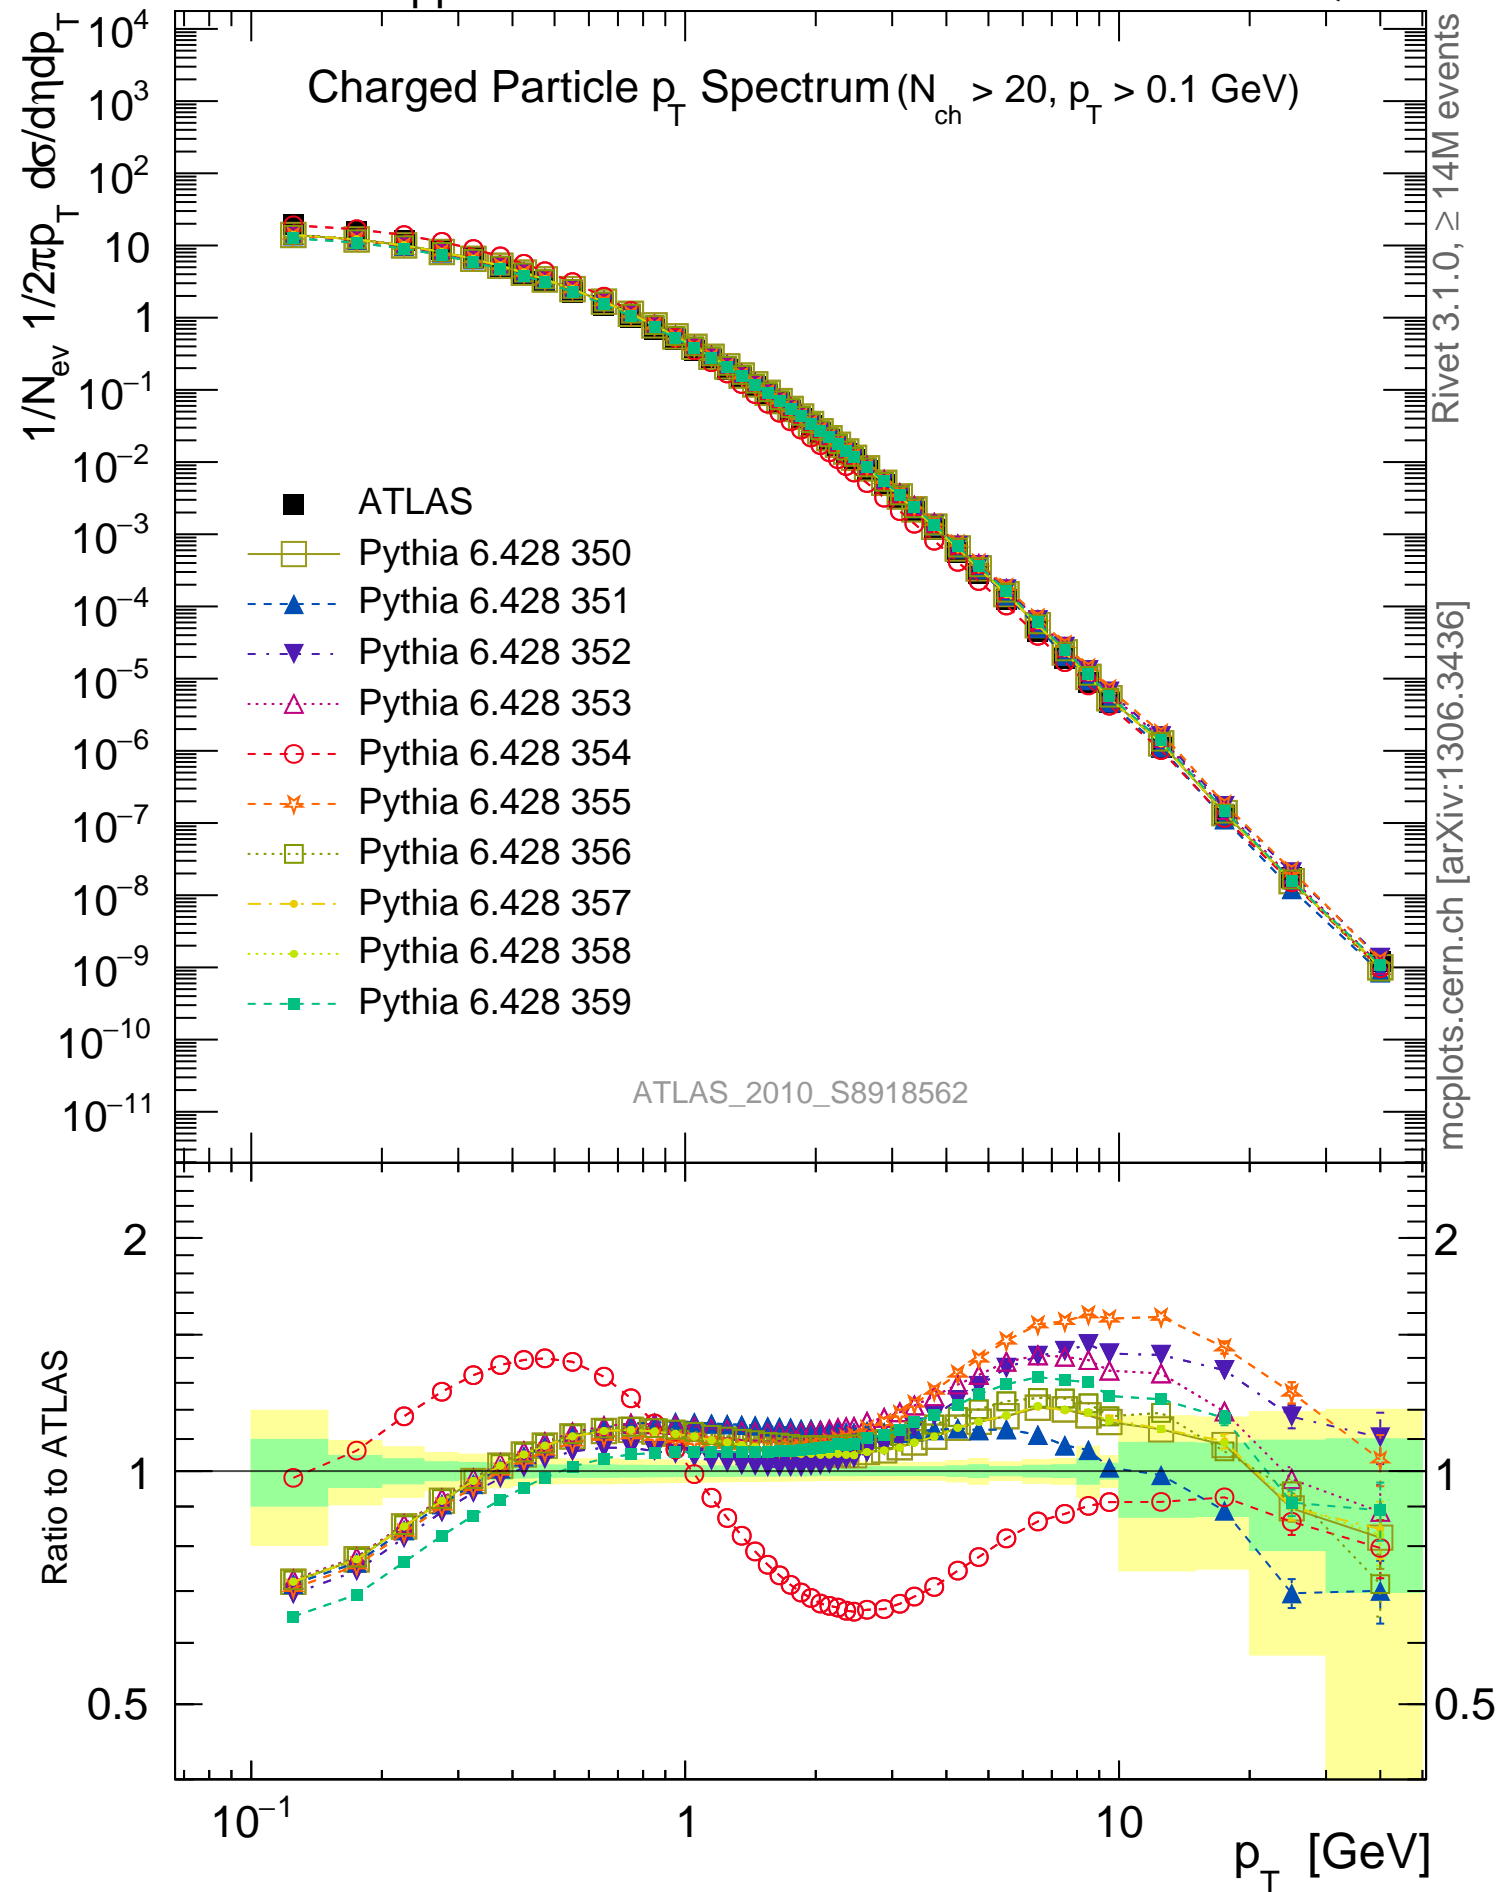 Charged Particle p_T Spectrum (N_ch > 20, p_T > 0.1 GeV)
1/N_ev 1/2πp_T dσ/dηdp_T
10^4
10^3
10^2
10
1
10^−1
10^−2
10^−3
10^−4
10^−5
10^−6
10^−7
10^−8
10^−9
10^−10
10^−11
ATLAS
Pythia 6.428 350
Pythia 6.428 351
Pythia 6.428 352
Pythia 6.428 353
Pythia 6.428 354
Pythia 6.428 355
Pythia 6.428 356
Pythia 6.428 357
Pythia 6.428 358
Pythia 6.428 359
ATLAS_2010_S8918562
Rivet 3.1.0, ≥ 14M events
mcplots.cern.ch [arXiv:1306.3436]
Ratio to ATLAS
2
1
0.5
2
1
0.5
10^−1
1
10
p_T [GeV]